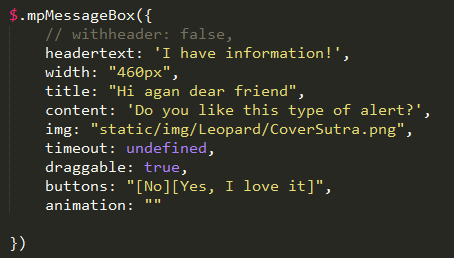 $.mpMessageBox({
// withheader: false,
headertext: 'I have information!',
width: "460px",
title: "Hi agan dear friend",
content: 'Do you like this type of alert?',
img: "static/img/Leopard/CoverSutra.png",
timeout: undefined,
draggable: true,
buttons: "[No][Yes, I love it]",
animation: ""
})